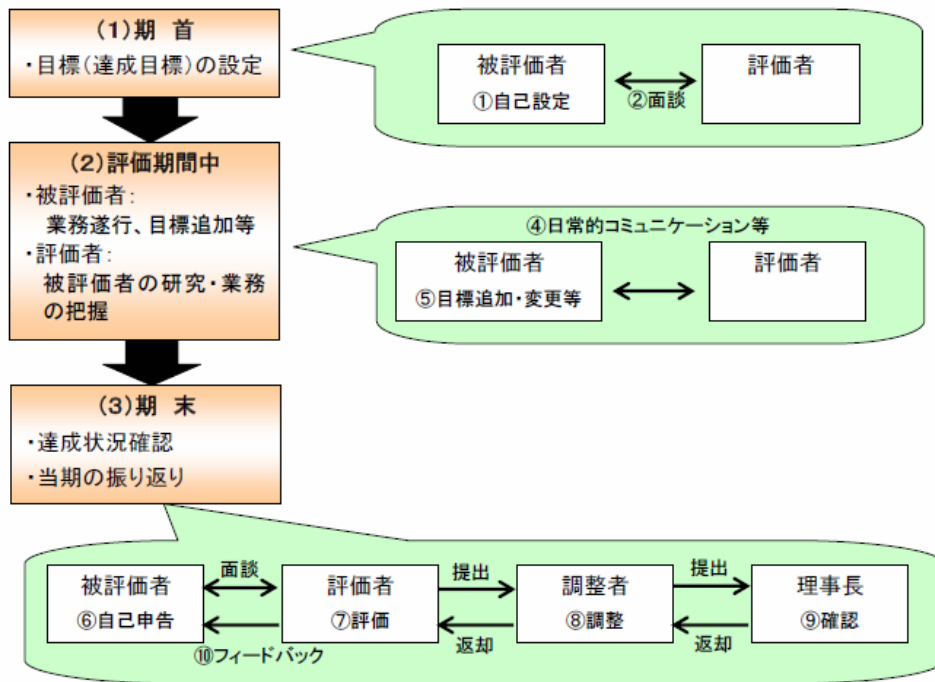 (1)期 首
・目標(達成目標)の設定
被評価者
①自己設定
②面談
評価者
(2)評価期間中
・被評価者:
業務遂行、目標追加等
・評価者:
被評価者の研究・業務
の把握
④日常的コミュニケーション等
被評価者
⑤目標追加・変更等
評価者
(3)期 末
・達成状況確認
・当期の振り返り
被評価者
⑥自己申告
面談
⑩フィードバック
評価者
⑦評価
提出
返却
調整者
⑧調整
提出
返却
理事長
⑨確認